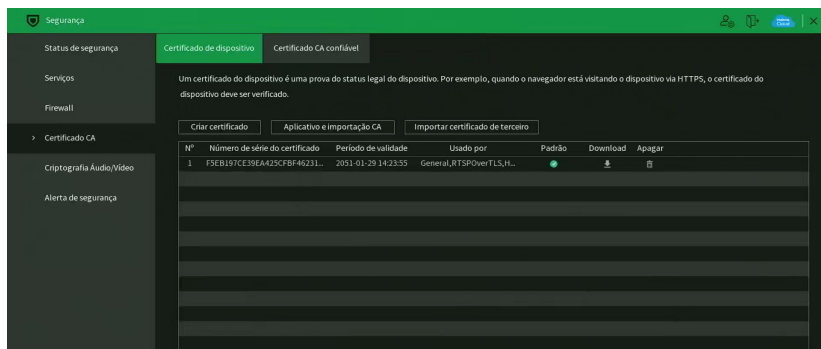 Segurança
Cloud
Status de segurança
Serviços
Firewall
> Certificado CA
Criptografia Áudio/Vídeo
Alerta de segurança
Certificado de dispositivo Certificado CA confiável
Um certificado do dispositivo é uma prova do status legal do dispositivo. Por exemplo, quando o navegador está visitando o dispositivo via HTTPS, o certificado do
dispositivo deve ser verificado.
Criar certificado Aplicativo e importação CA Importar certificado de terceiro
Nº Número de série do certificado Período de validade Usado por Padrão Download Apagar
1 F5EB197CE39EA425CFBF46231... 2051-01-29 14:23:55 General,RTSPOverTLS,H...